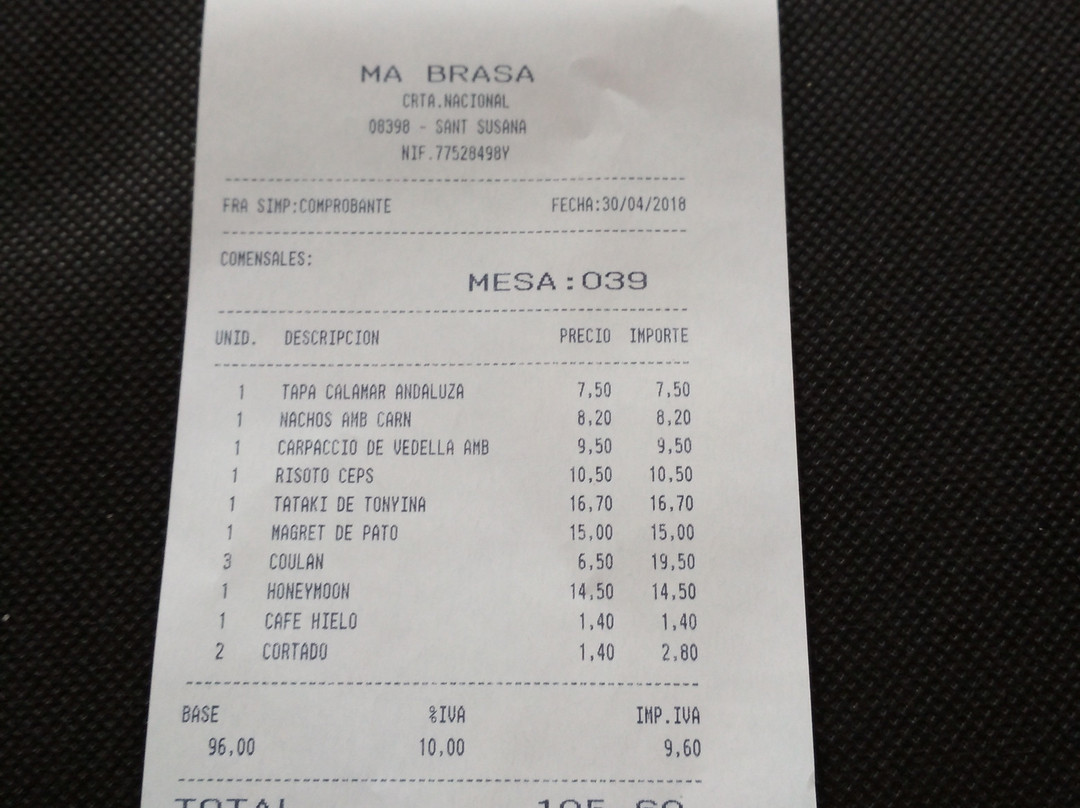 MA BRASA
CRTA.NACIONAL
08398 - SANT SUSANA
NIF.77528498Y
FRA SIMP:COMPROBANTE FECHA:30/04/2018
COMENSALES:
MESA:039
UNID. DESCRIPCION PRECIO IMPORTE
1 TAPA CALAMAR ANDALUZA 7,50 7,50
1 NACHOS AMB CARN 8,20 8,20
1 CARPACCIO DE VEDELLA AMB 9,50 9,50
1 RISOTO CEPS 10,50 10,50
1 TATAKI DE TONYINA 16,70 16,70
1 MAGRET DE PATO 15,00 15,00
3 COULAN 6,50 19,50
1 HONEYMOON 14,50 14,50
1 CAFE HIELO 1,40 1,40
2 CORTADO 1,40 2,80
BASE %IVA IMP.IVA
96,00 10,00 9,60
TOTAL 105,60